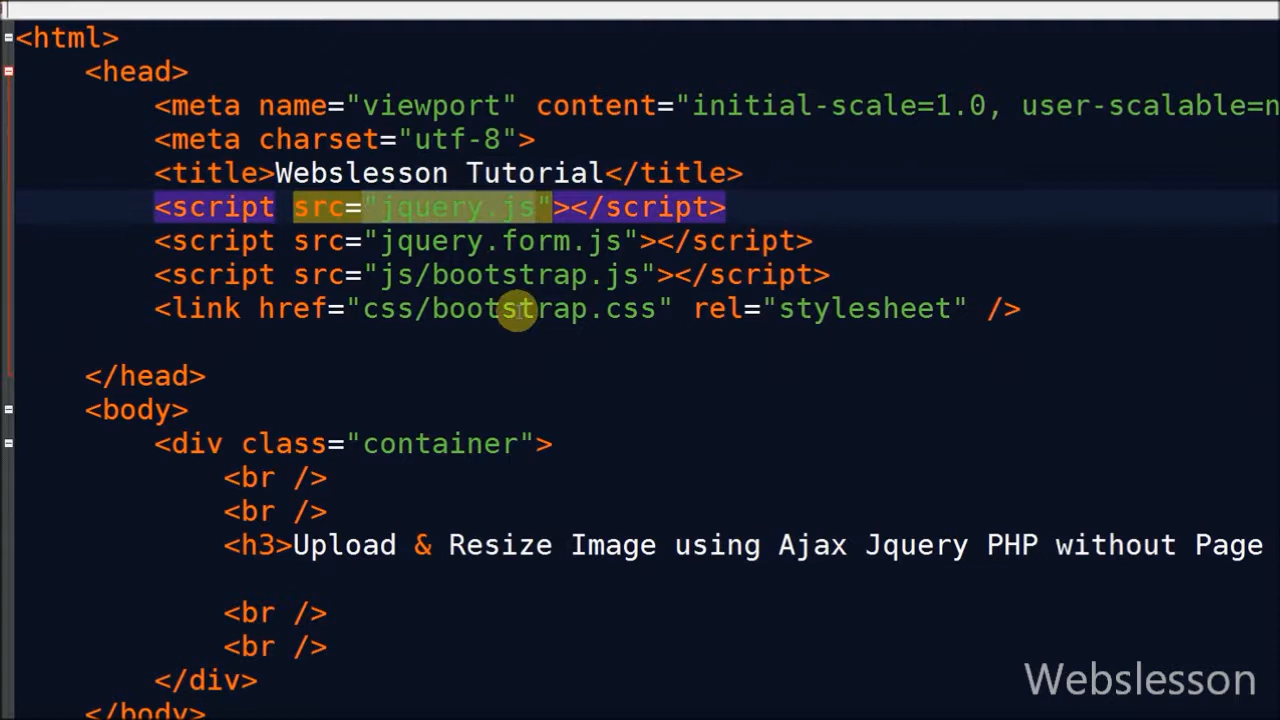 <html>
<head>
<meta name="viewport" content="initial-scale=1.0, user-scalable=n
<meta charset="utf-8">
<title>Webslesson Tutorial</title>
<script src="jquery.js"></script>
<script src="jquery.form.js"></script>
<script src="js/bootstrap.js"></script>
<link href="css/bootstrap.css" rel="stylesheet" />
</head>
<body>
<div class="container">
<br />
<br />
<h3>Upload & Resize Image using Ajax Jquery PHP without Page
<br />
<br />
</div>
</body>
Webslesson